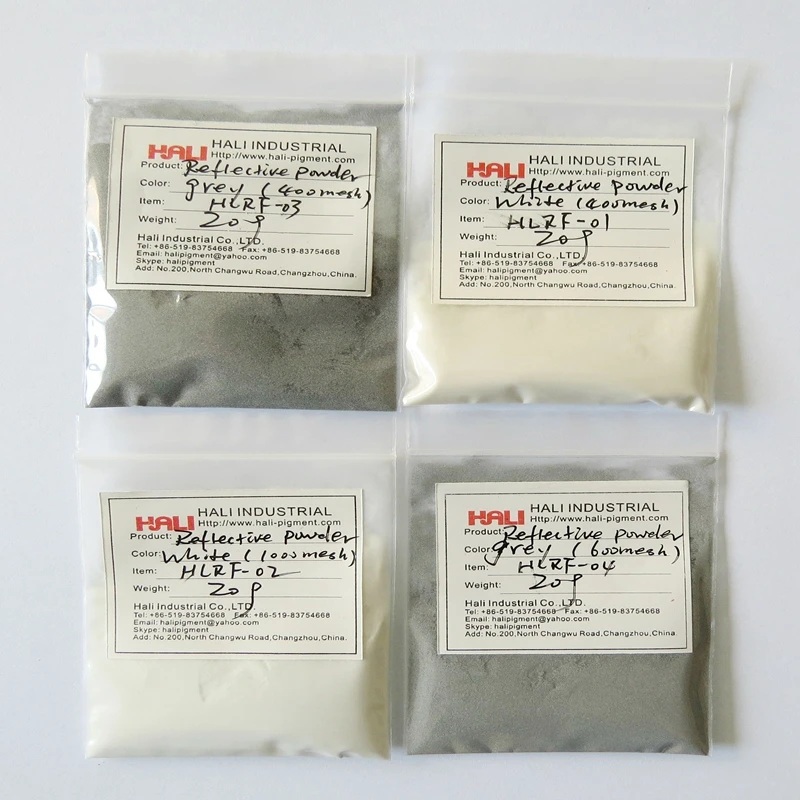 HALI INDUSTRIAL
HALI Http://www.hali-pigment.com
Product: Reflective powder
Color: grey (400mesh)
Item: HLRF-03
Weight: 20g
Hali Industrial Co.,LTD.
Tel: +86-519-83754668 Fax: +86-519-83754668
Email: halipigment@yahoo.com
Skype: halipigment
Add: No.200,North Changwu Road,Changzhou,China.
HALI INDUSTRIAL
HALI Http://www.hali-pigment.com
Product: Reflective powder
Color: White (400mesh)
Item: HLRF-01
Weight: 20g
Hali Industrial Co.,LTD.
Tel: +86-519-83754668 Fax: +86-519-83754668
Email: halipigment@yahoo.com
Skype: halipigment
Add: No.200,North Changwu Road,Changzhou,China.
HALI INDUSTRIAL
HALI Http://www.hali-pigment.com
Product: Reflective powder
Color: White (1000mesh)
Item: HLRF-02
Weight: 20g
Hali Industrial Co.,LTD.
Tel: +86-519-83754668 Fax: +86-519-83754668
Email: halipigment@yahoo.com
Skype: halipigment
Add: No.200,North Changwu Road,Changzhou,China.
HALI INDUSTRIAL
HALI Http://www.hali-pigment.com
Product: Reflective powder
Color: grey (600mesh)
Item: HLRF-04
Weight: 20g
Hali Industrial Co.,LTD.
Tel: +86-519-83754668 Fax: +86-519-83754668
Email: halipigment@yahoo.com
Skype: halipigment
Add: No.200,North Changwu Road,Changzhou,China.